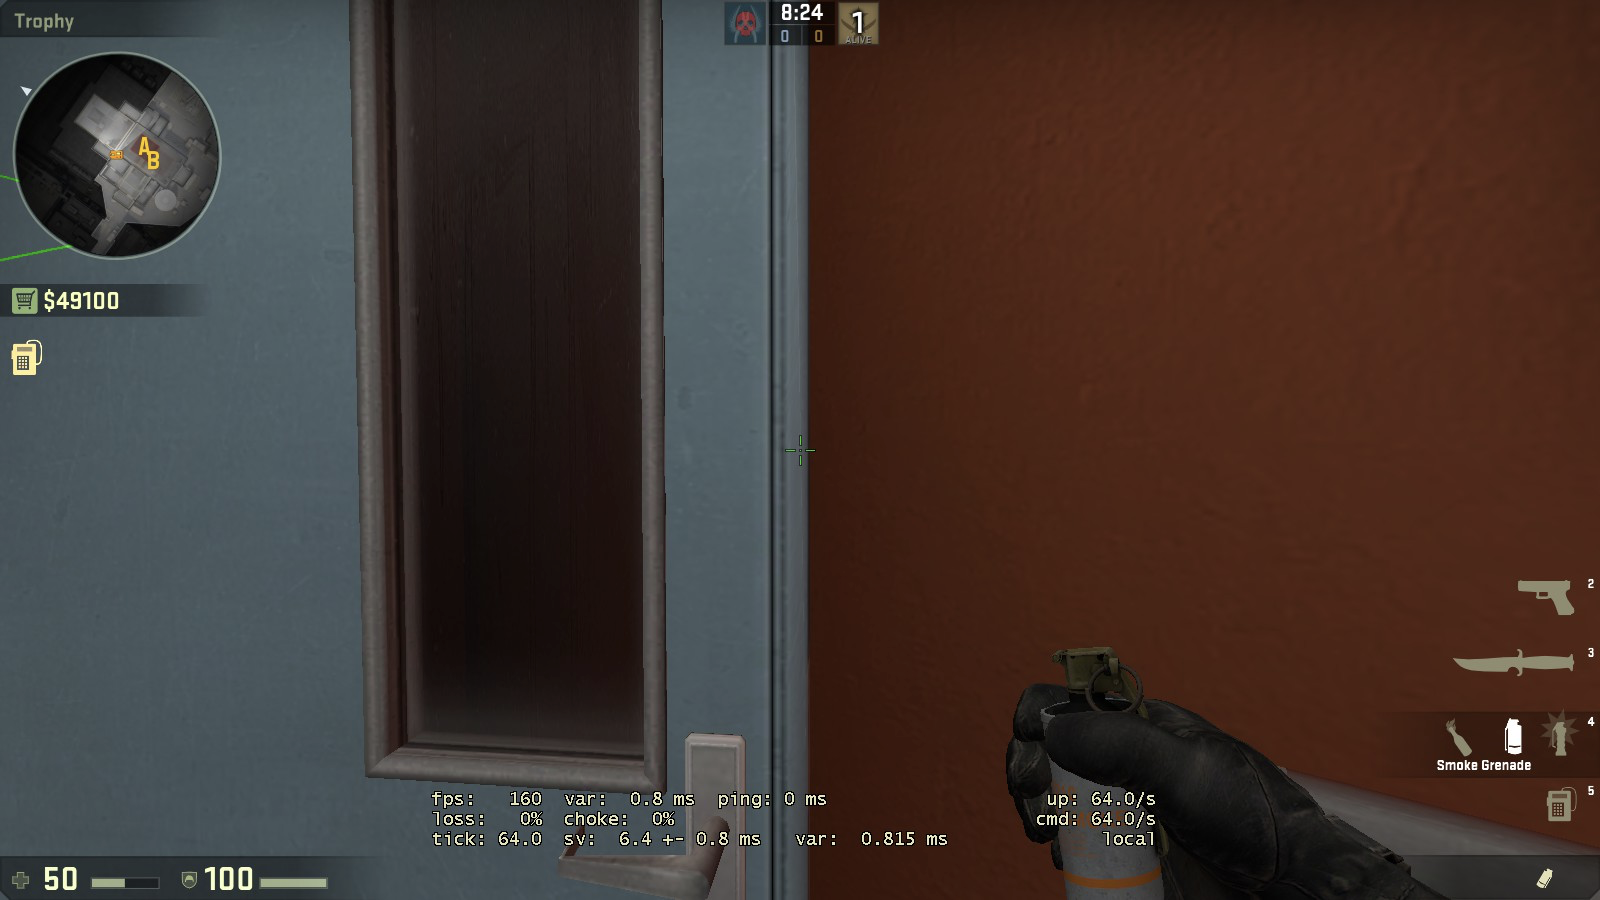 Trophy
8:24
0 0
1
ALIVE
A
B
$49100
2
3
4
Smoke Grenade
5
fps: 160 var: 0.8 ms ping: 0 ms
loss: 0% choke: 0%
tick: 64.0 sv: 6.4 +- 0.8 ms var: 0.815 ms
up: 64.0/s
cmd: 64.0/s
local
50
100